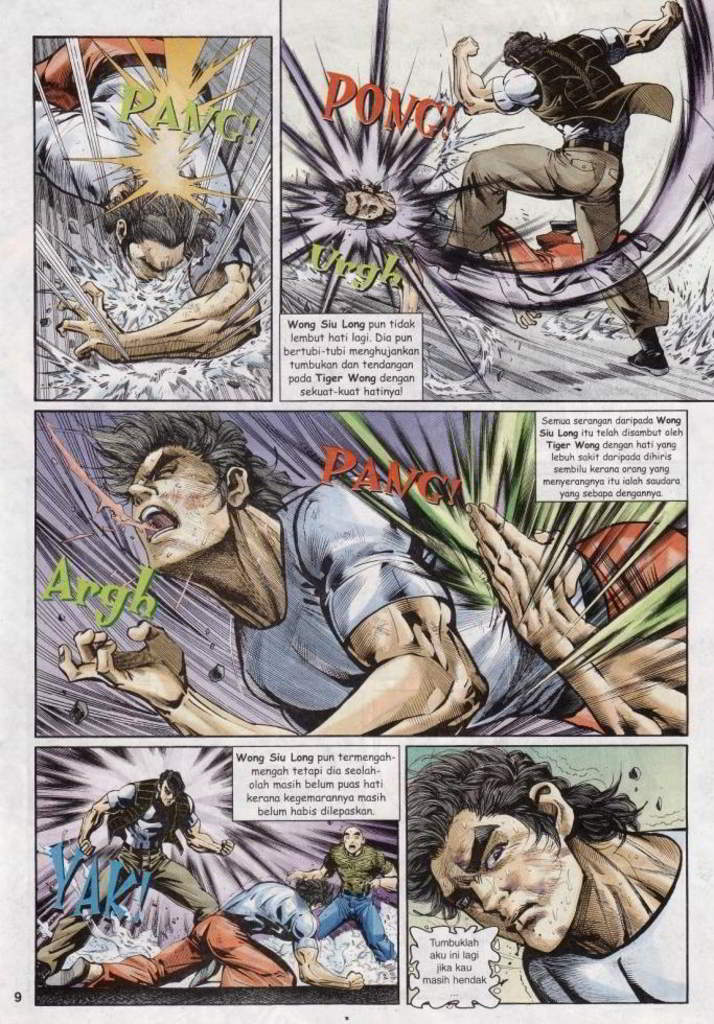 PANG!
PONG!
Urgh
Wong Siu Long pun tidak
lembut hati lagi. Dia pun
bertubi-tubi menghujankan
tumbukan dan tendangan
pada Tiger Wong dengan
sekuat-kuat hatinya!
PANG!
Argh
Semua serangan daripada Wong
Siu Long itu telah disambut oleh
Tiger Wong dengan hati yang
lebuh sakit daripada dihiris
sembilu kerana orang yang
menyerangnya itu ialah saudara
yang sebapa dengannya.
YAK!
Wong Siu Long pun termengah-
mengah tetapi dia seolah-
olah masih belum puas hati
kerana kegemarannya masih
belum habis dilepaskan.
Tumbuklah
aku ini lagi
jika kau
masih hendak
...
9